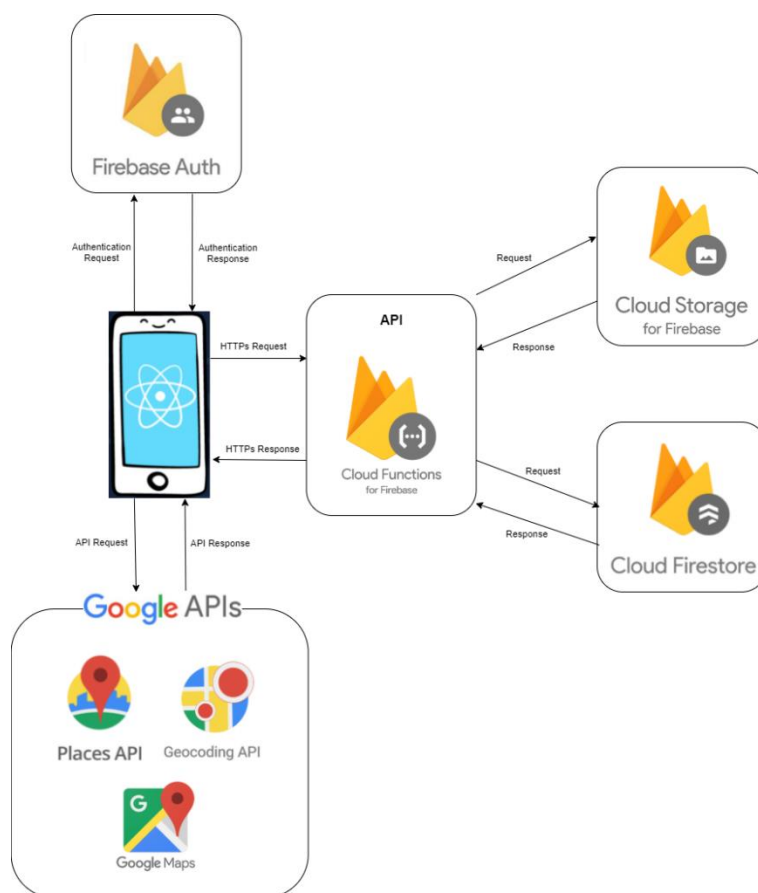 Firebase Auth
Authentication
Request
Authentication
Response
Request
Cloud Storage
for Firebase
API
HTTPs Request
Response
HTTPs Response
Cloud Functions
for Firebase
Request
Response
Cloud Firestore
API Request
API Response
Google APIs
Places API
Geocoding API
G
Google Maps